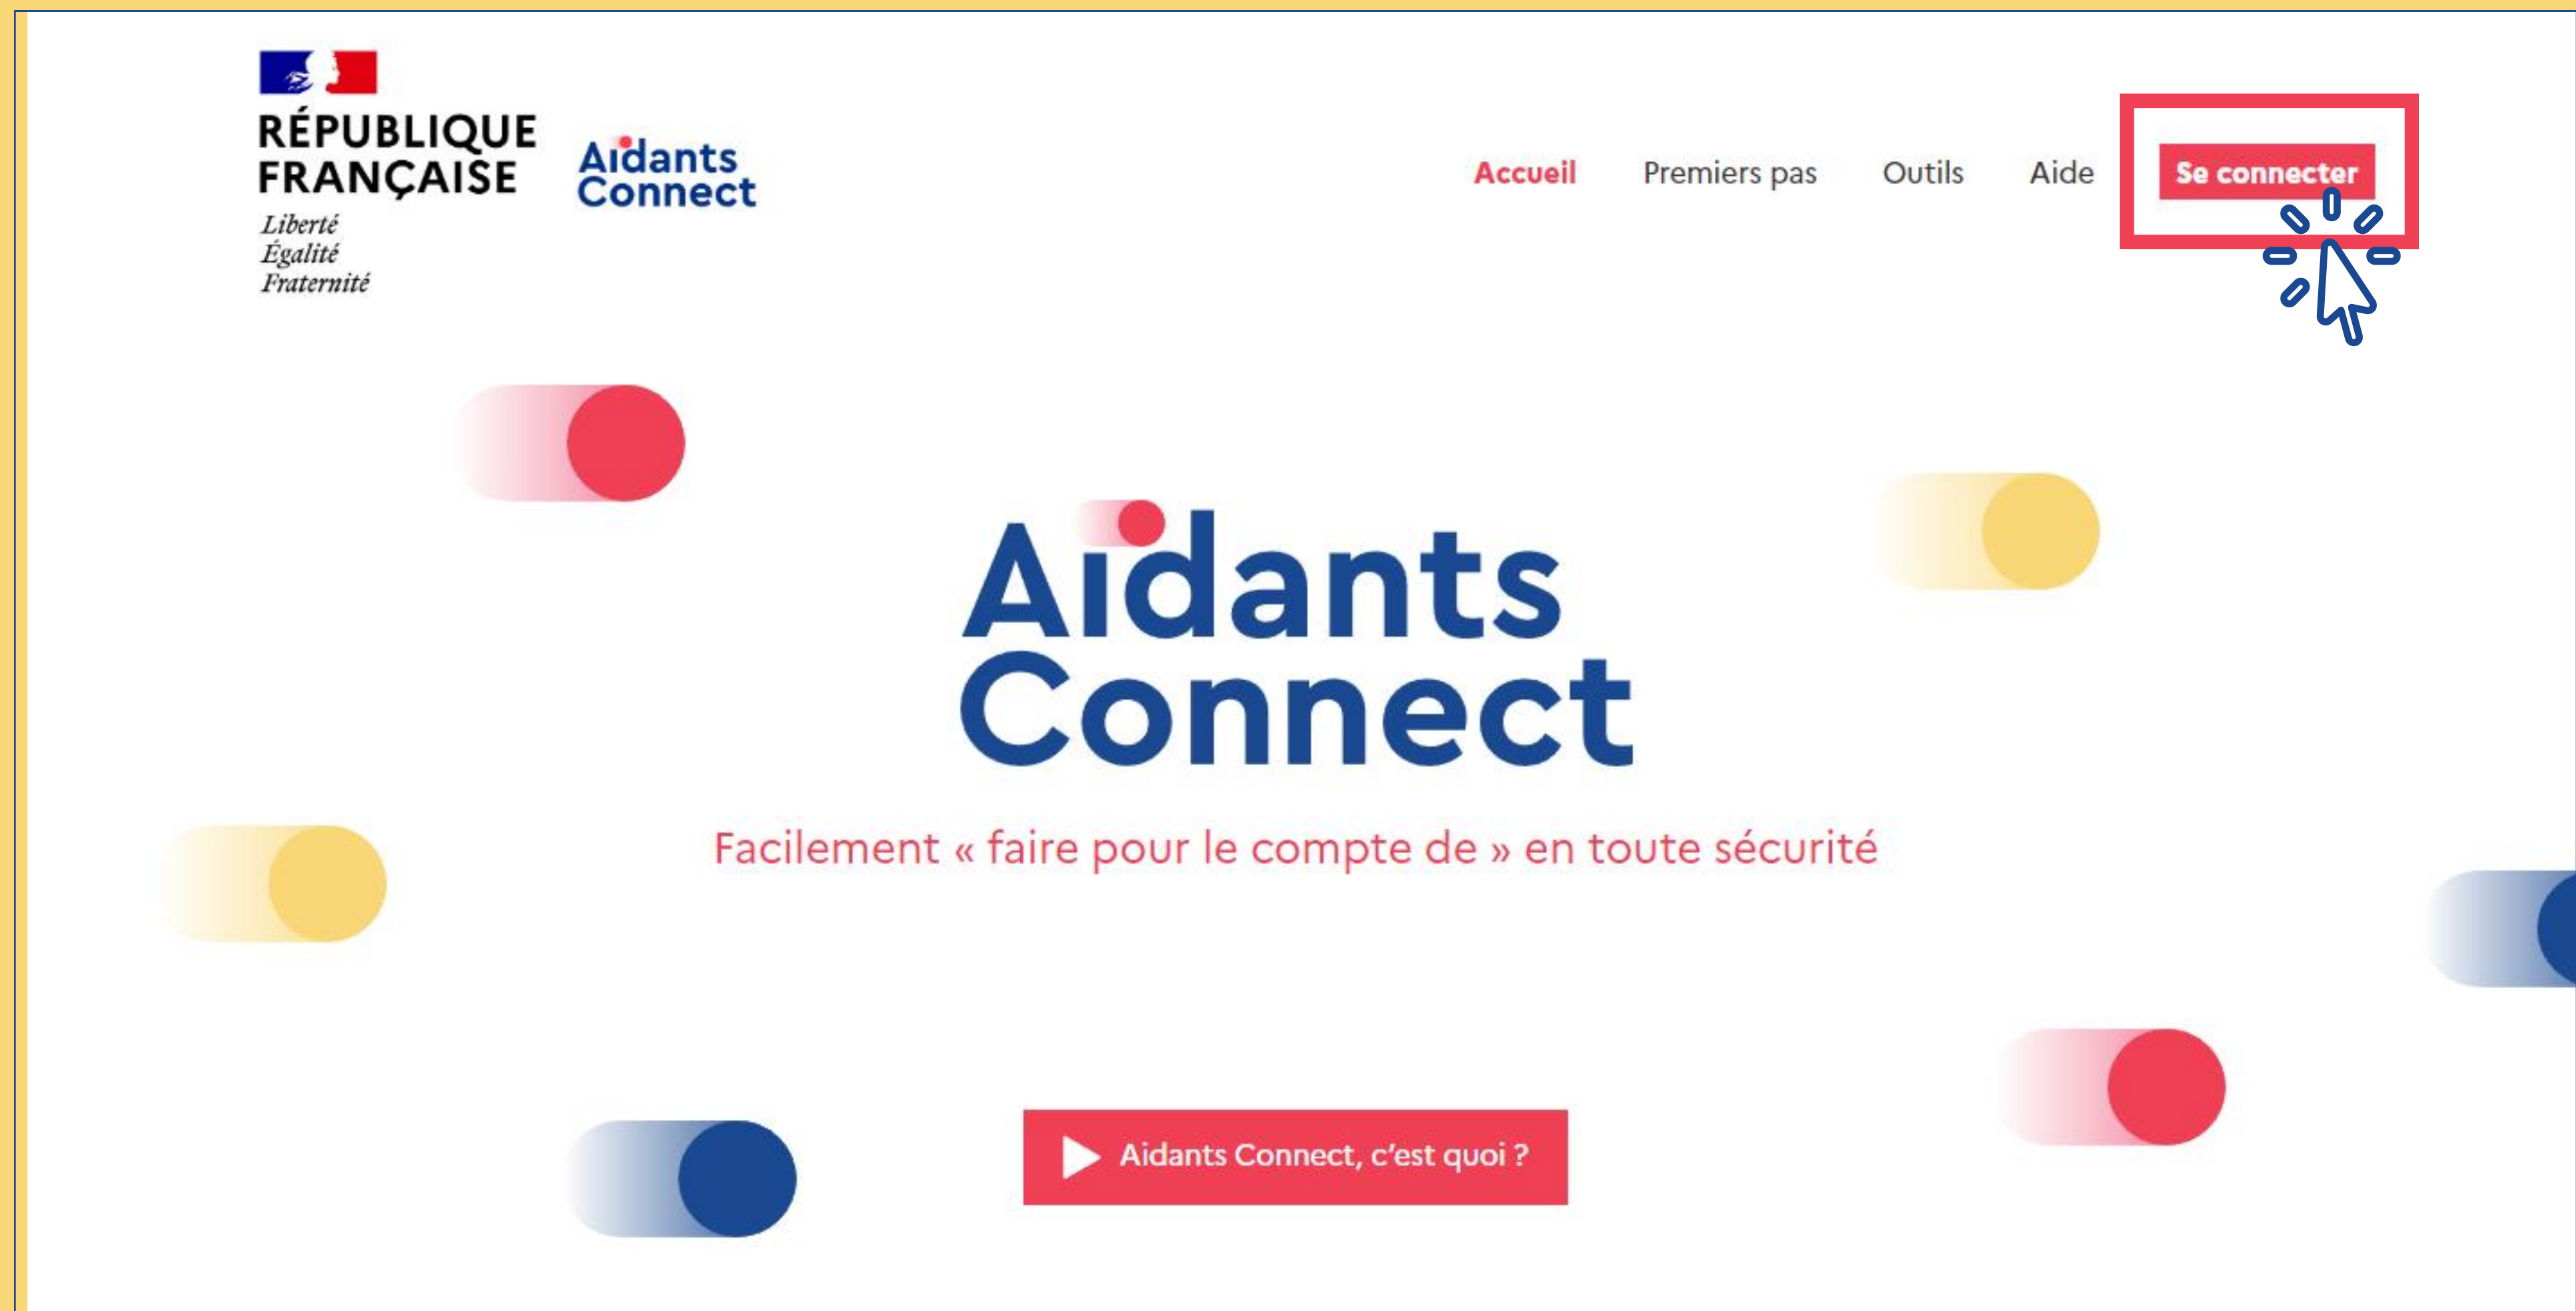 RÉPUBLIQUE
FRANÇAISE
Liberté
Égalité
Fraternité
Aidants
Connect
Accueil Premiers pas Outils Aide Se connecter
Aidants
Connect
Facilement « faire pour le compte de » en toute sécurité
Aidants Connect, c’est quoi ?